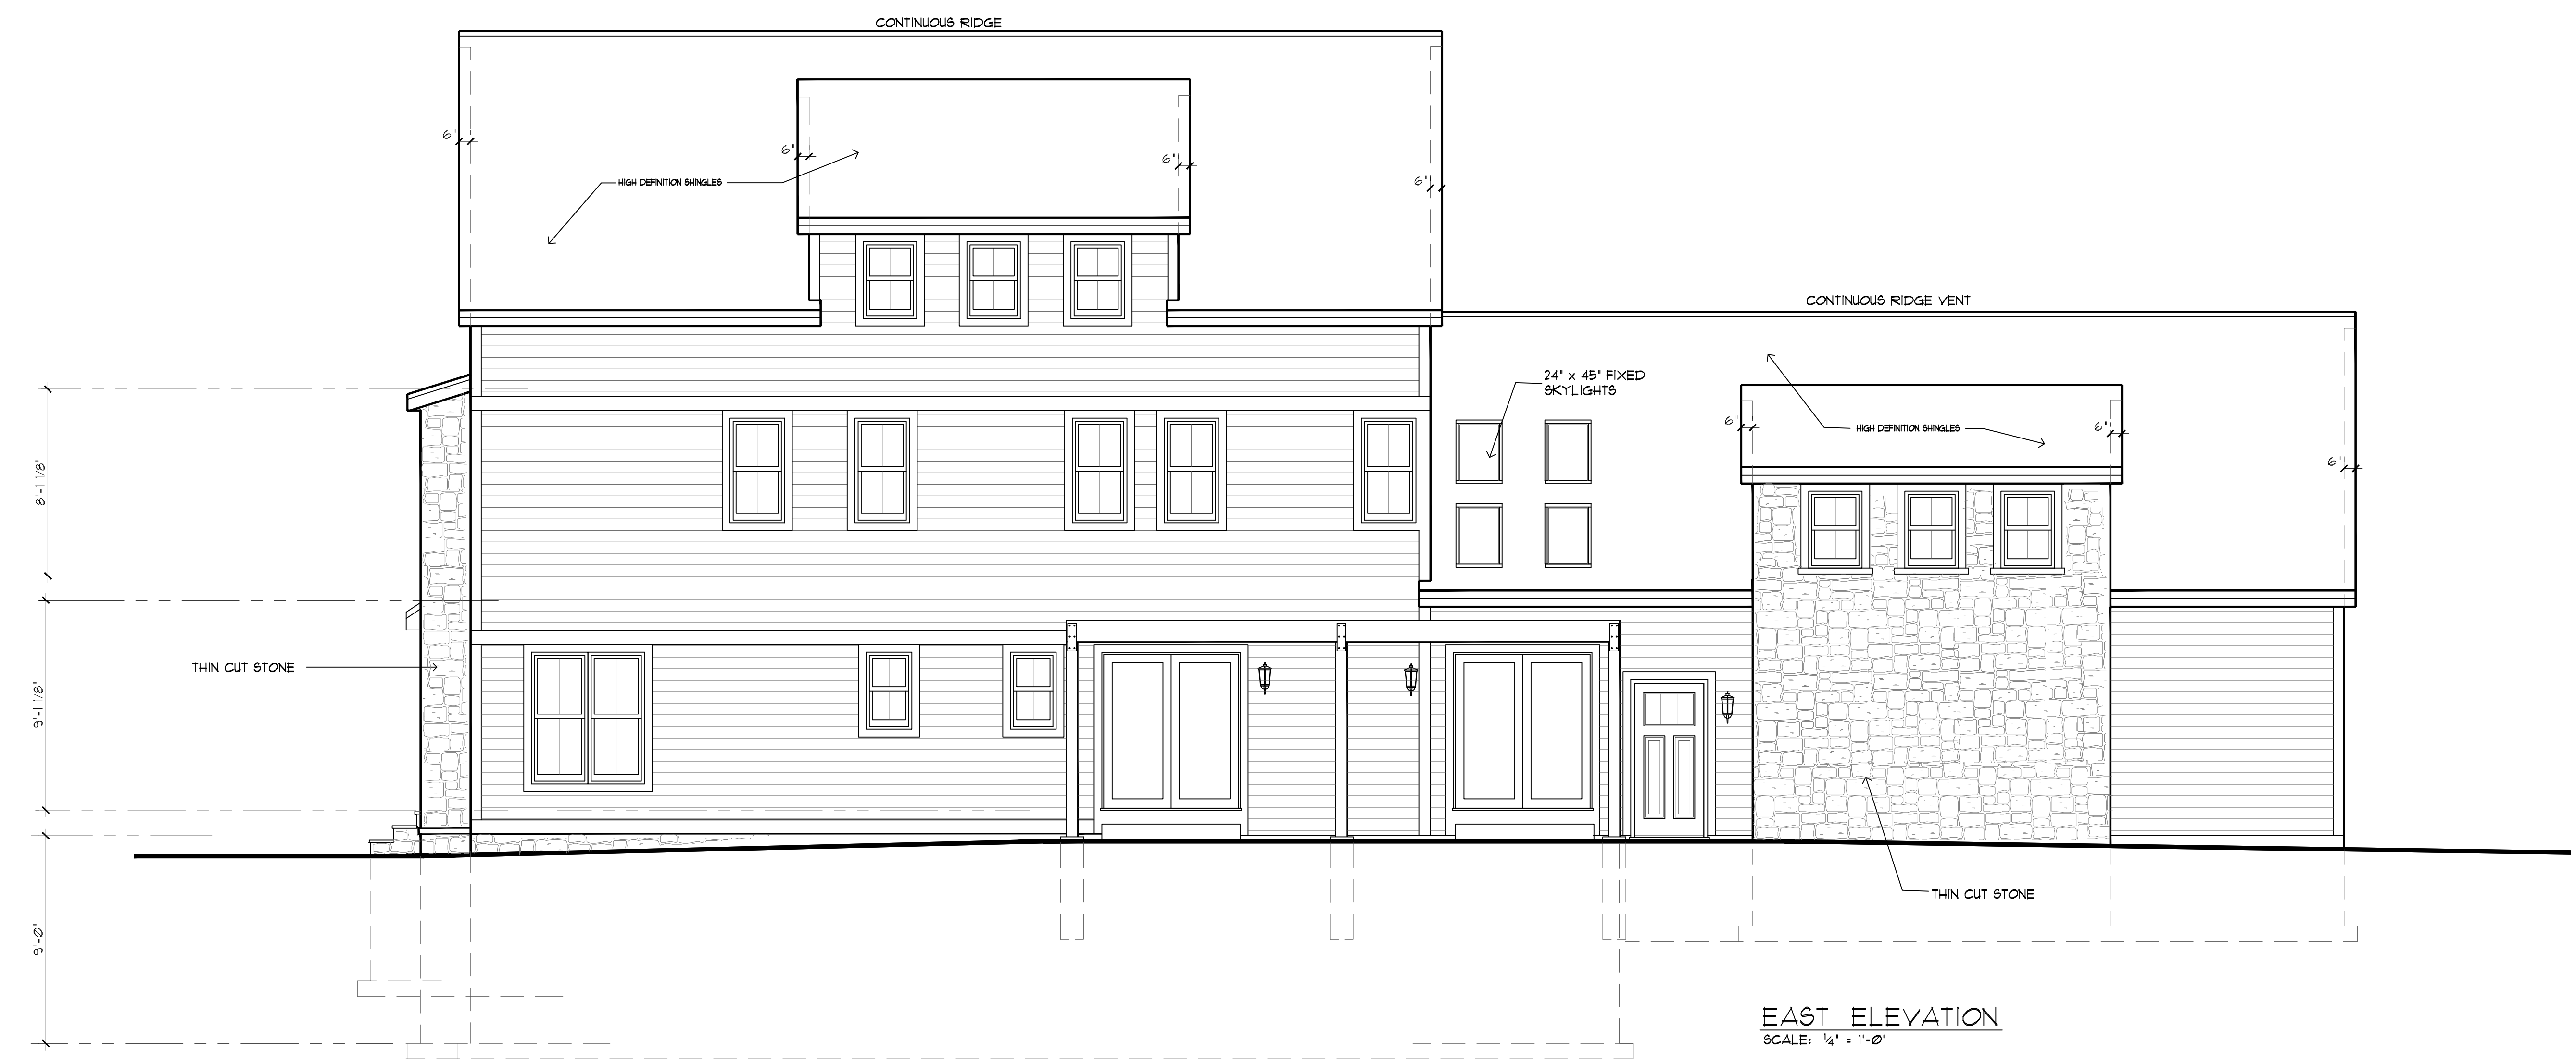 CONTINUOUS RIDGE
6"
6"
6"
6"
HIGH DEFINITION SHINGLES
CONTINUOUS RIDGE VENT
24" x 45" FIXED
SKYLIGHTS
6"
HIGH DEFINITION SHINGLES
6"
6"
8'-1 1/8"
THIN CUT STONE
9'-1 1/8"
THIN CUT STONE
9'-0"
EAST ELEVATION
SCALE: 1/4" = 1'-0"